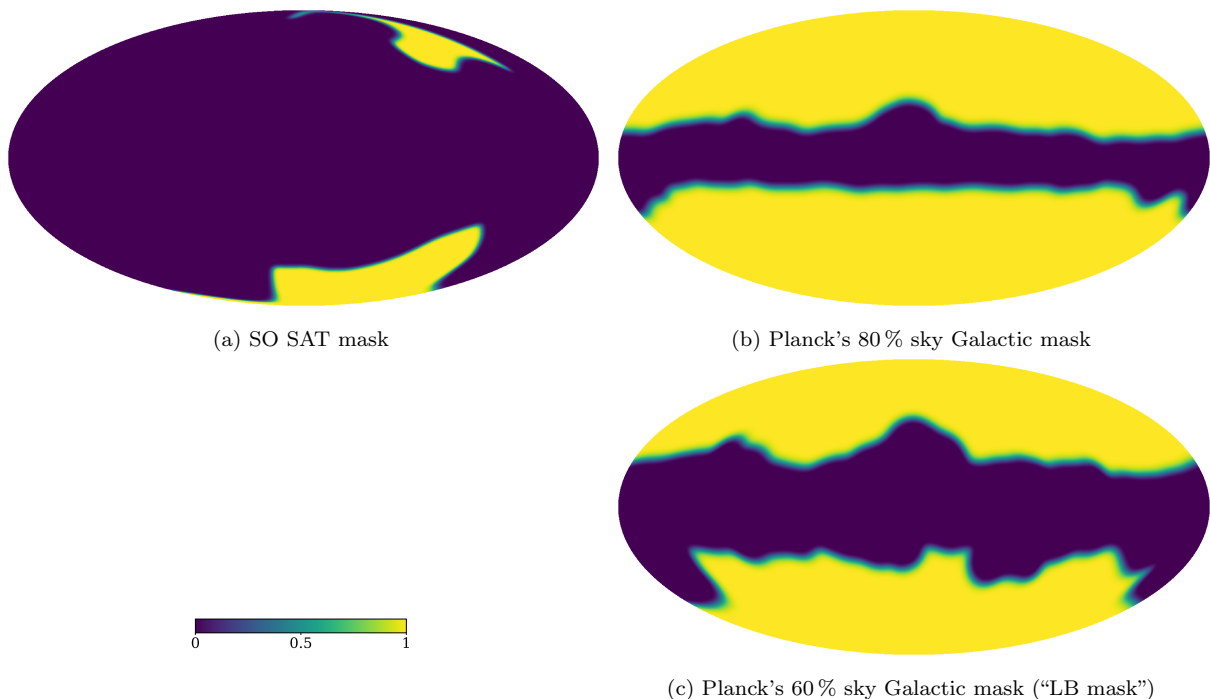 (a) SO SAT mask
(b) Planck's 80 % sky Galactic mask
0 0.5 1
(c) Planck's 60 % sky Galactic mask (“LB mask”)